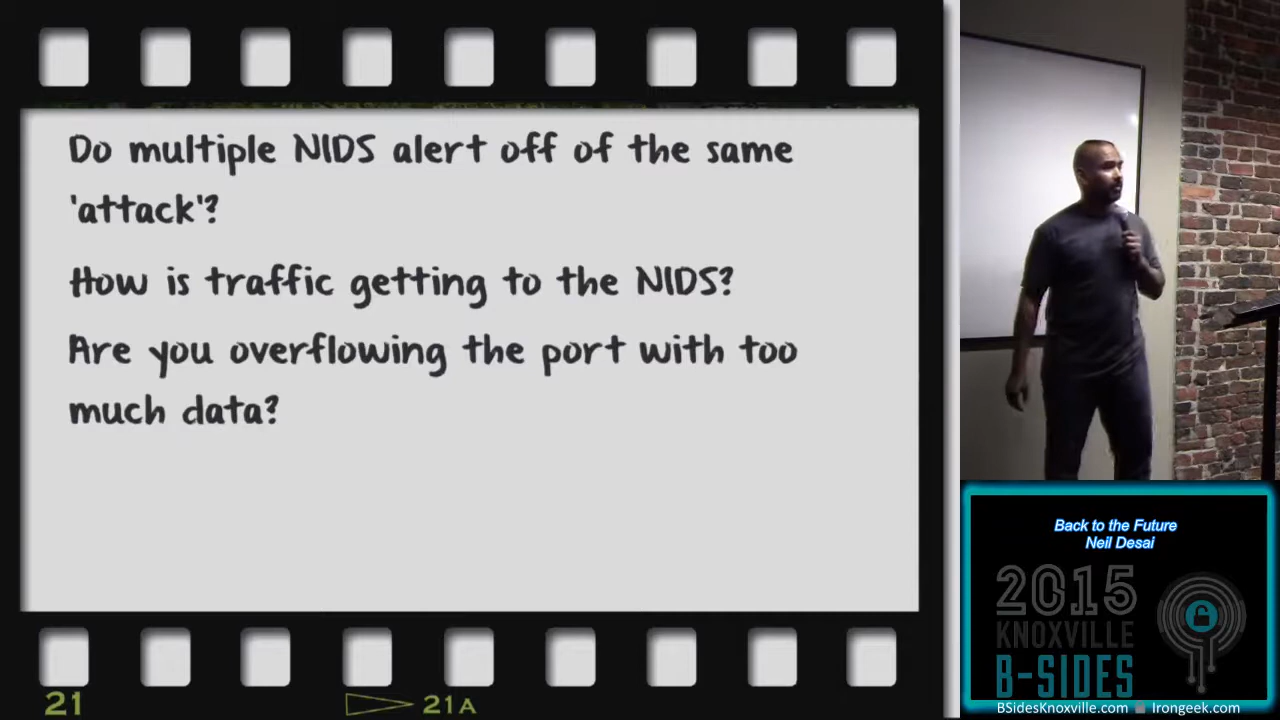 Do multiple NIDS alert off of the same
'attack'?
How is traffic getting to the NIDS?
Are you overflowing the port with too
much data?
21
21A
Back to the Future
Neil Desai
2015
KNOXVILLE
B-SIDES
BSidesKnoxville.com
Irongeek.com